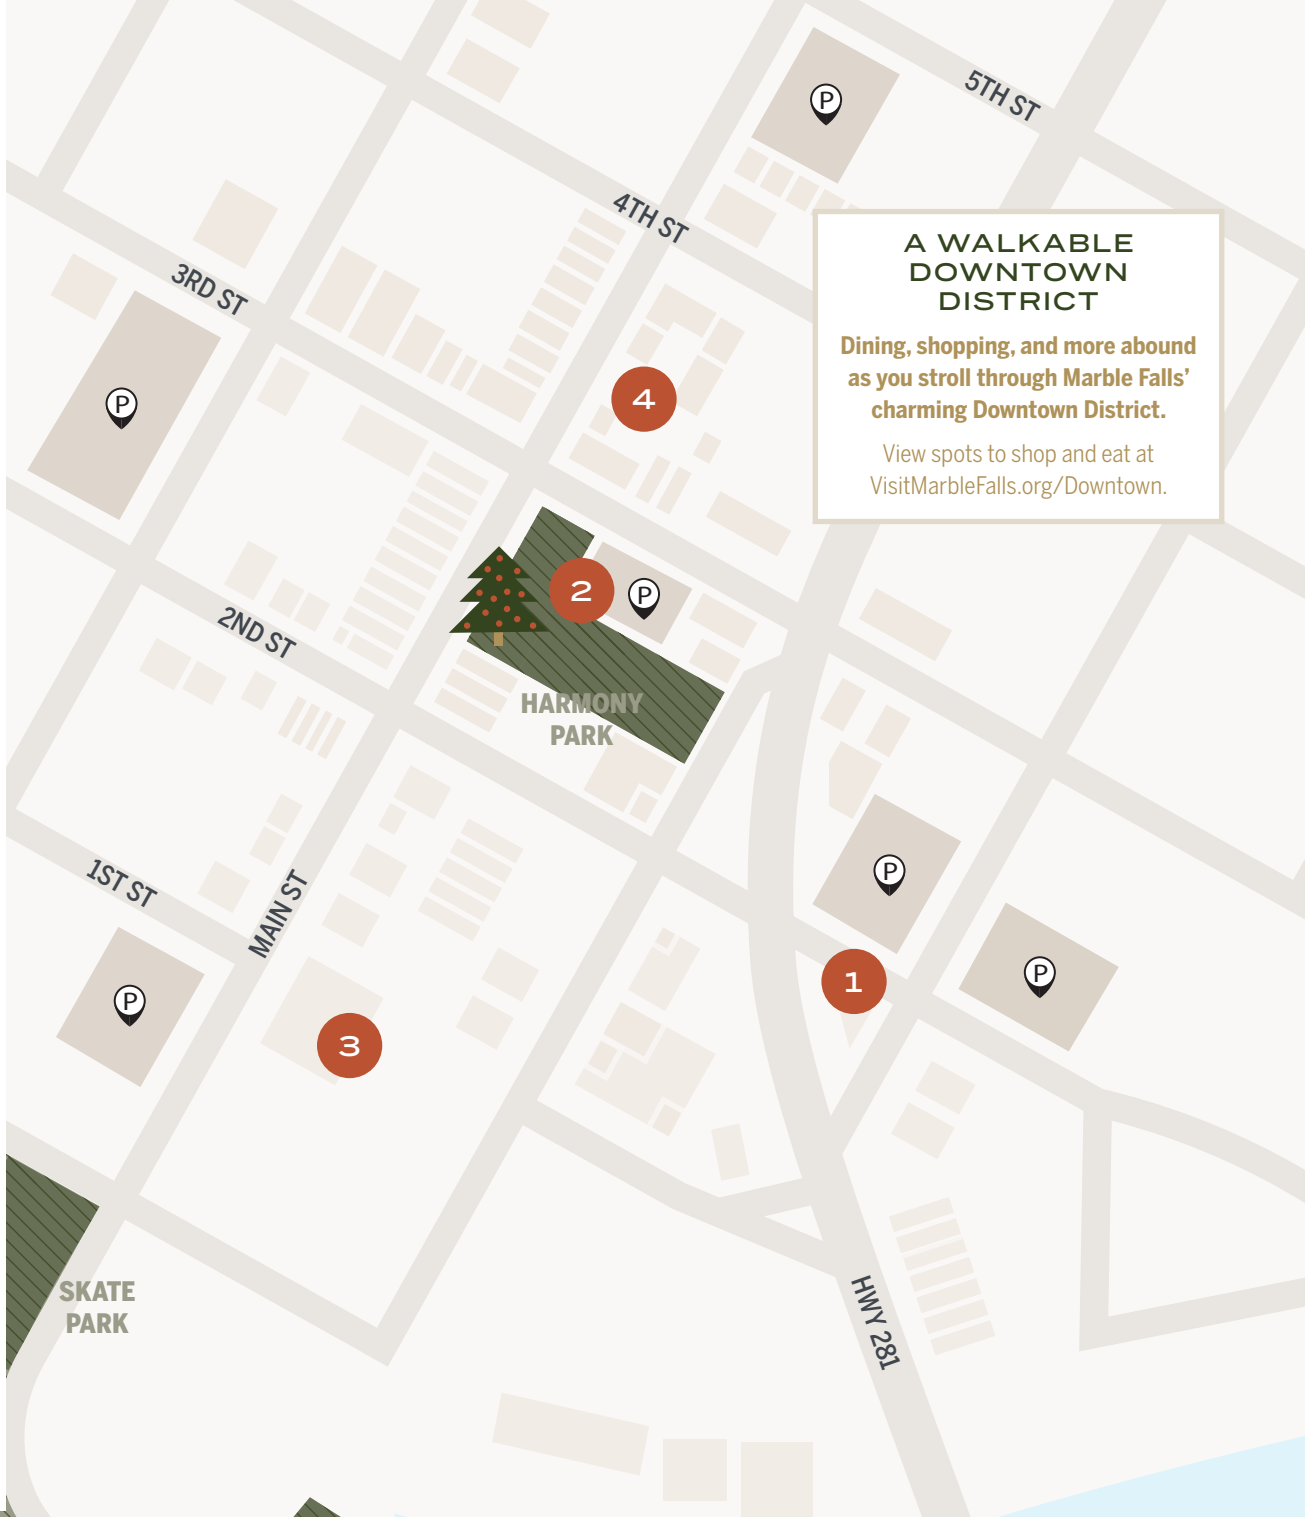 5TH ST
P
4TH ST
A WALKABLE
DOWNTOWN
DISTRICT
Dining, shopping, and more abound
as you stroll through Marble Falls’
charming Downtown District.
View spots to shop and eat at
VisitMarbleFalls.org/Downtown.
3RD ST
P
4
2
P
2ND ST
HARMONY
PARK
1ST ST
MAIN ST
P
P
1
P
3
SKATE
PARK
HWY 281